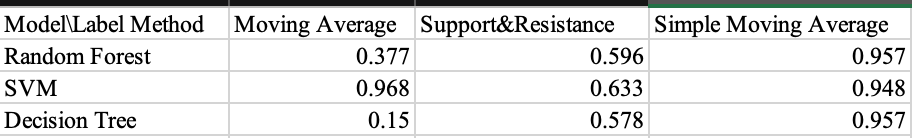 Model\Label Method Moving Average Support&Resistance Simple Moving Average
Random Forest 0.377 0.596 0.957
SVM 0.968 0.633 0.948
Decision Tree 0.15 0.578 0.957